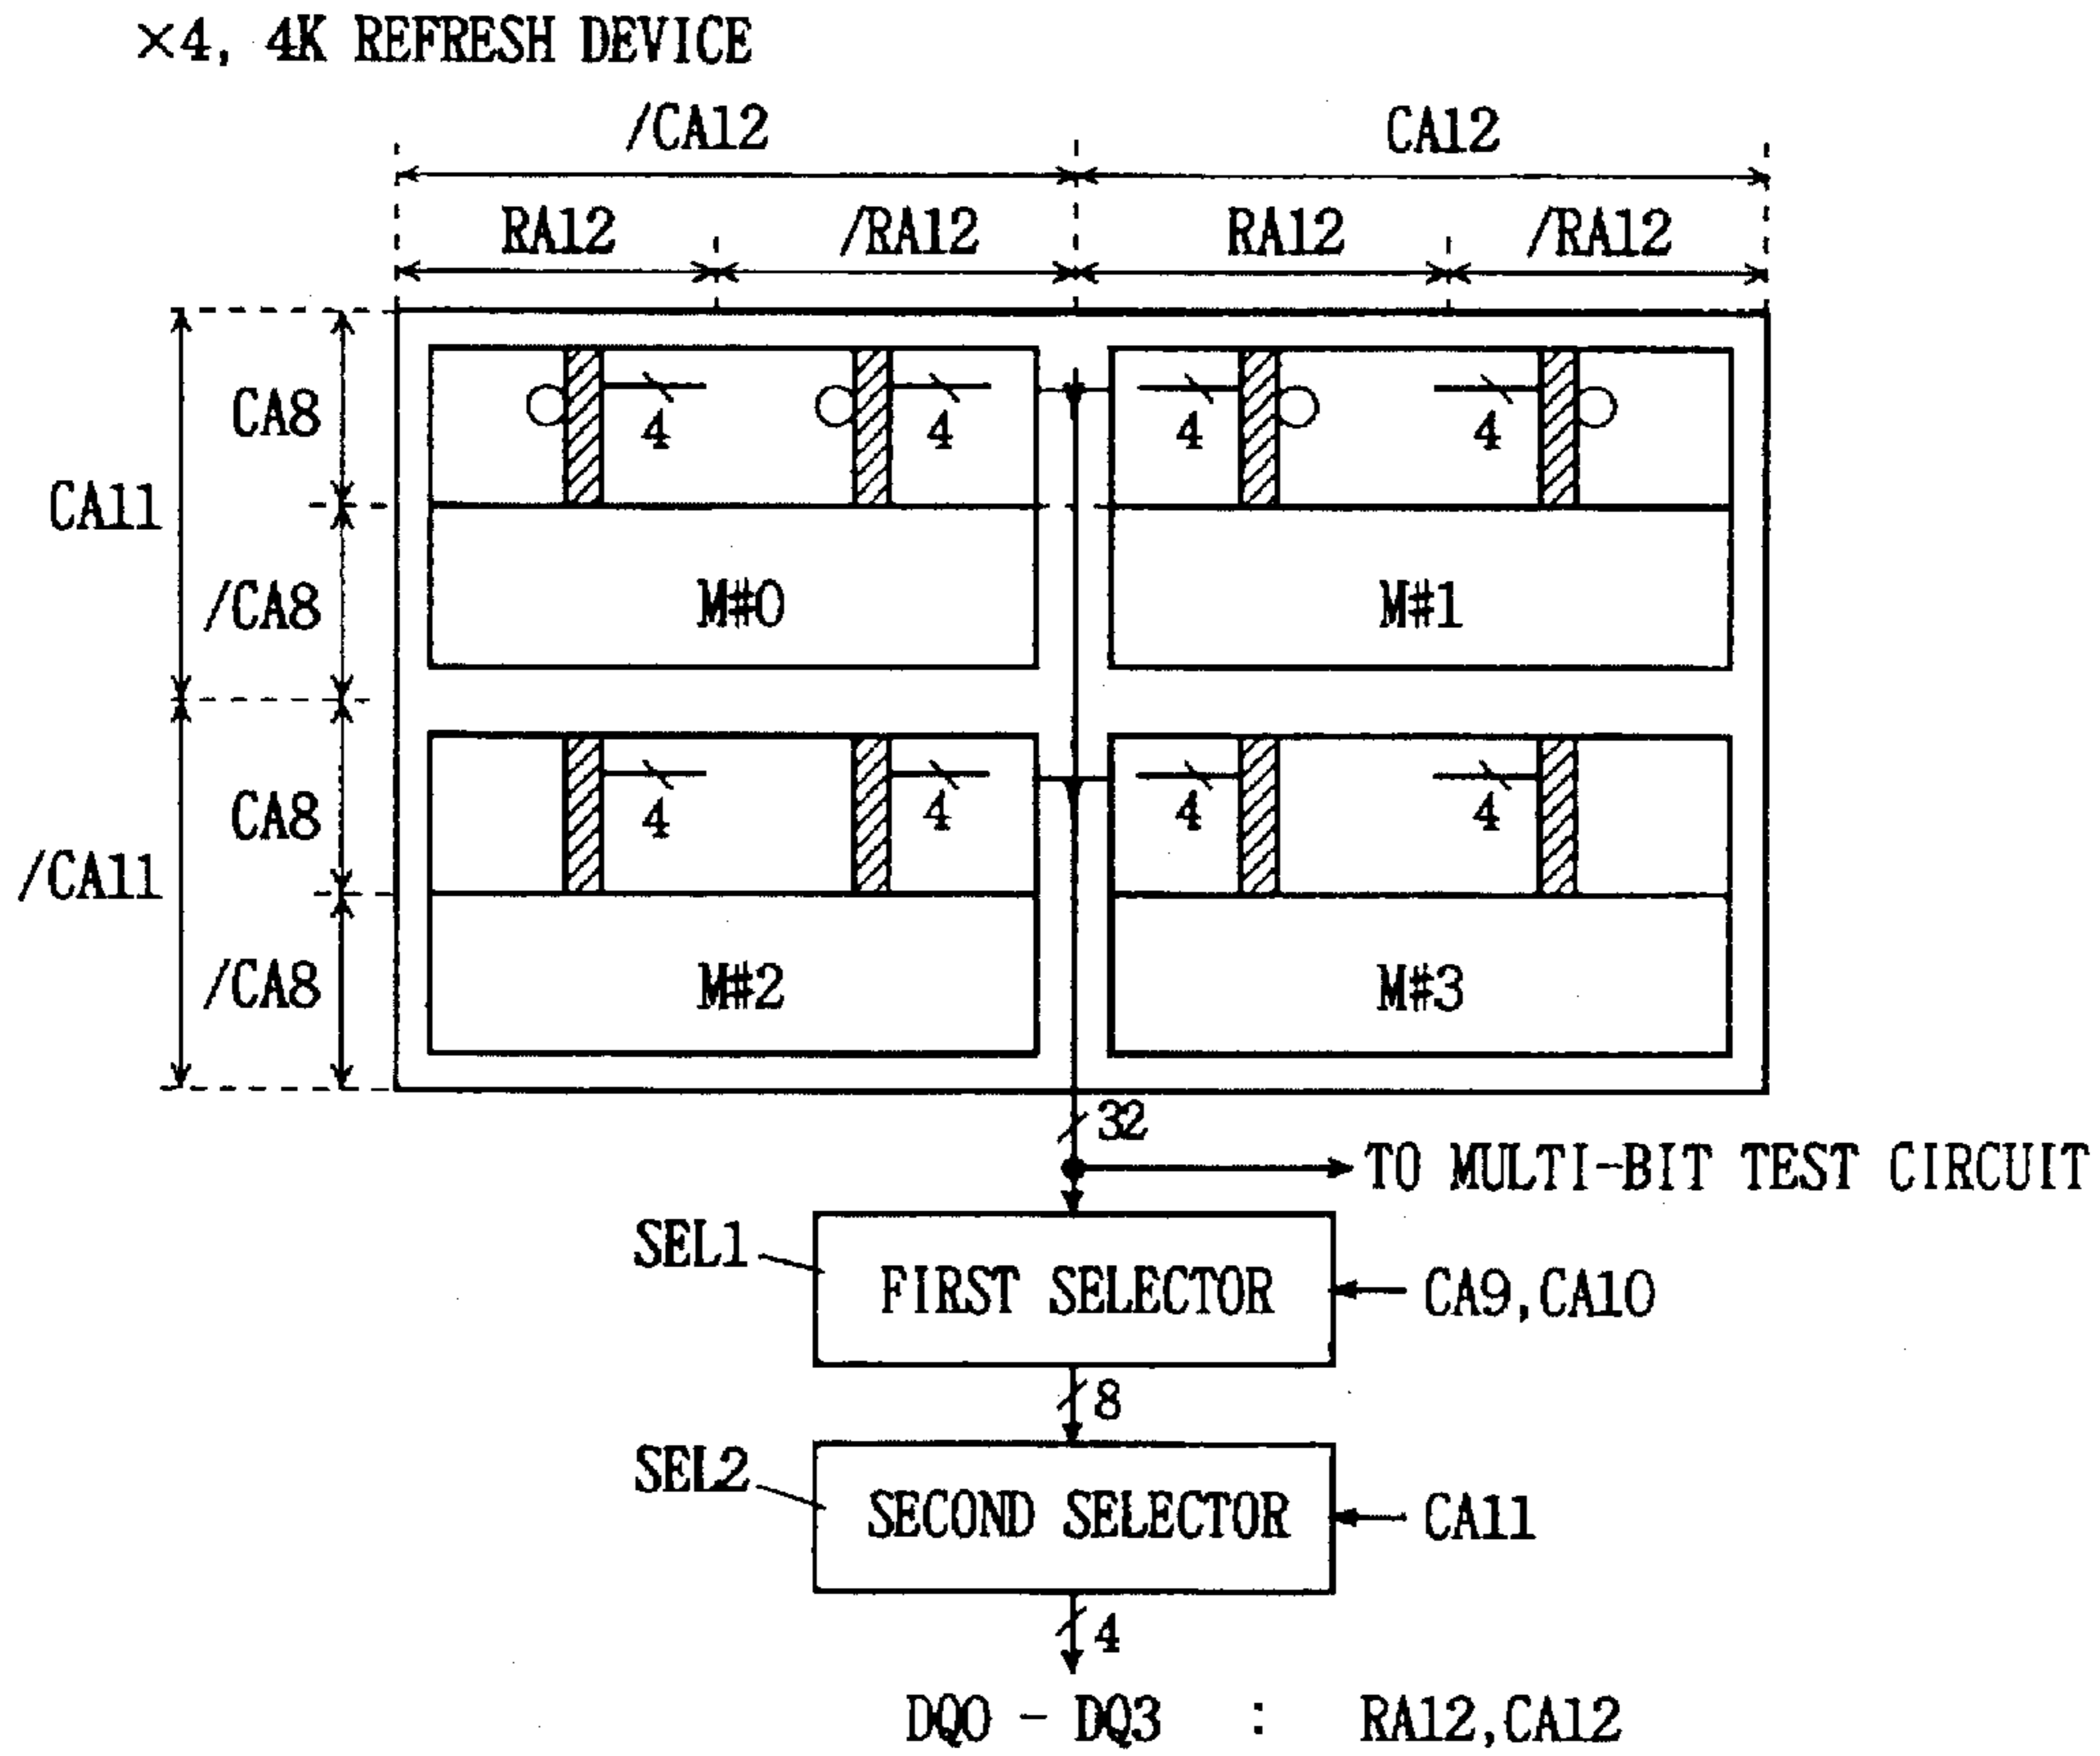 ×4, 4K REFRESH DEVICE
/CA12 CA12
RA12 /RA12 RA12 /RA12
CA8
4 4 4 4
CA11
/CA8
M#0 M#1
CA8
4 4 4 4
/CA11
/CA8
M#2 M#3
32
TO MULTI-BIT TEST CIRCUIT
SEL1
FIRST SELECTOR
CA9,CA10
8
SEL2
SECOND SELECTOR
CA11
4
DQ0 - DQ3 : RA12,CA12